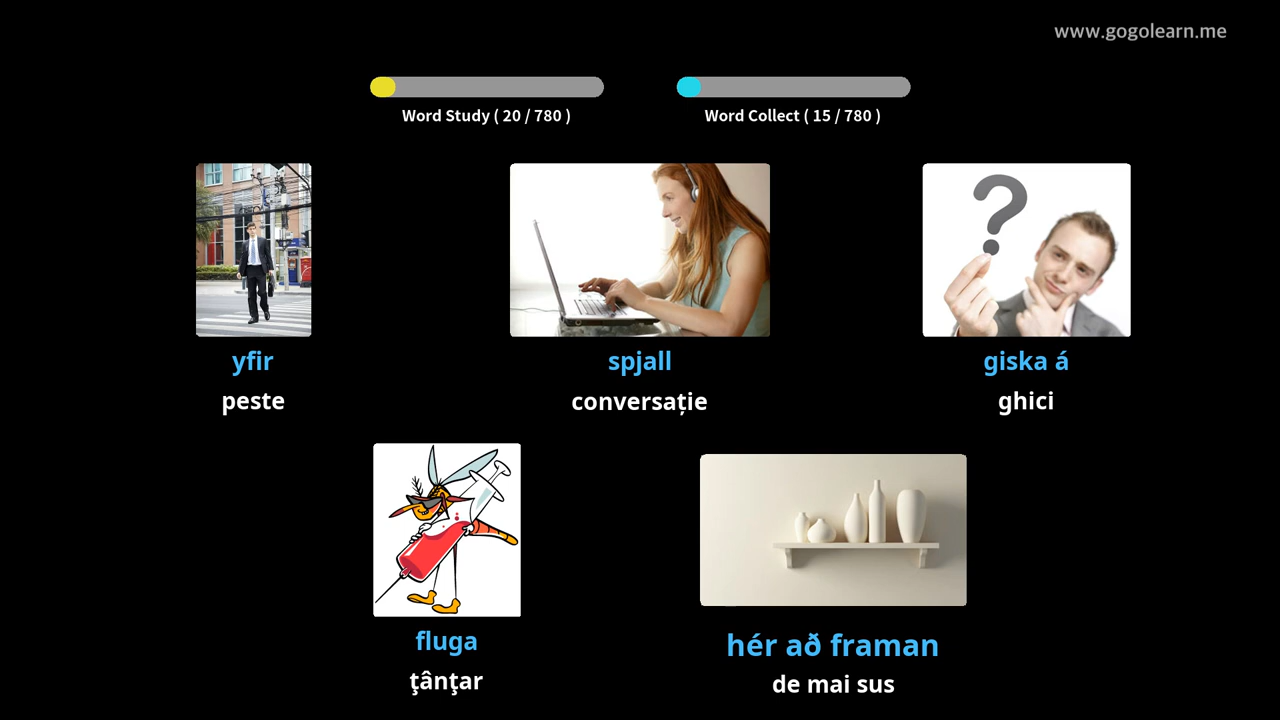 www.gogolearn.me
Word Study ( 20 / 780 )
Word Collect ( 15 / 780 )
yfir
peste
spjall
conversație
giska á
ghici
fluga
ţânţar
hér að framan
de mai sus